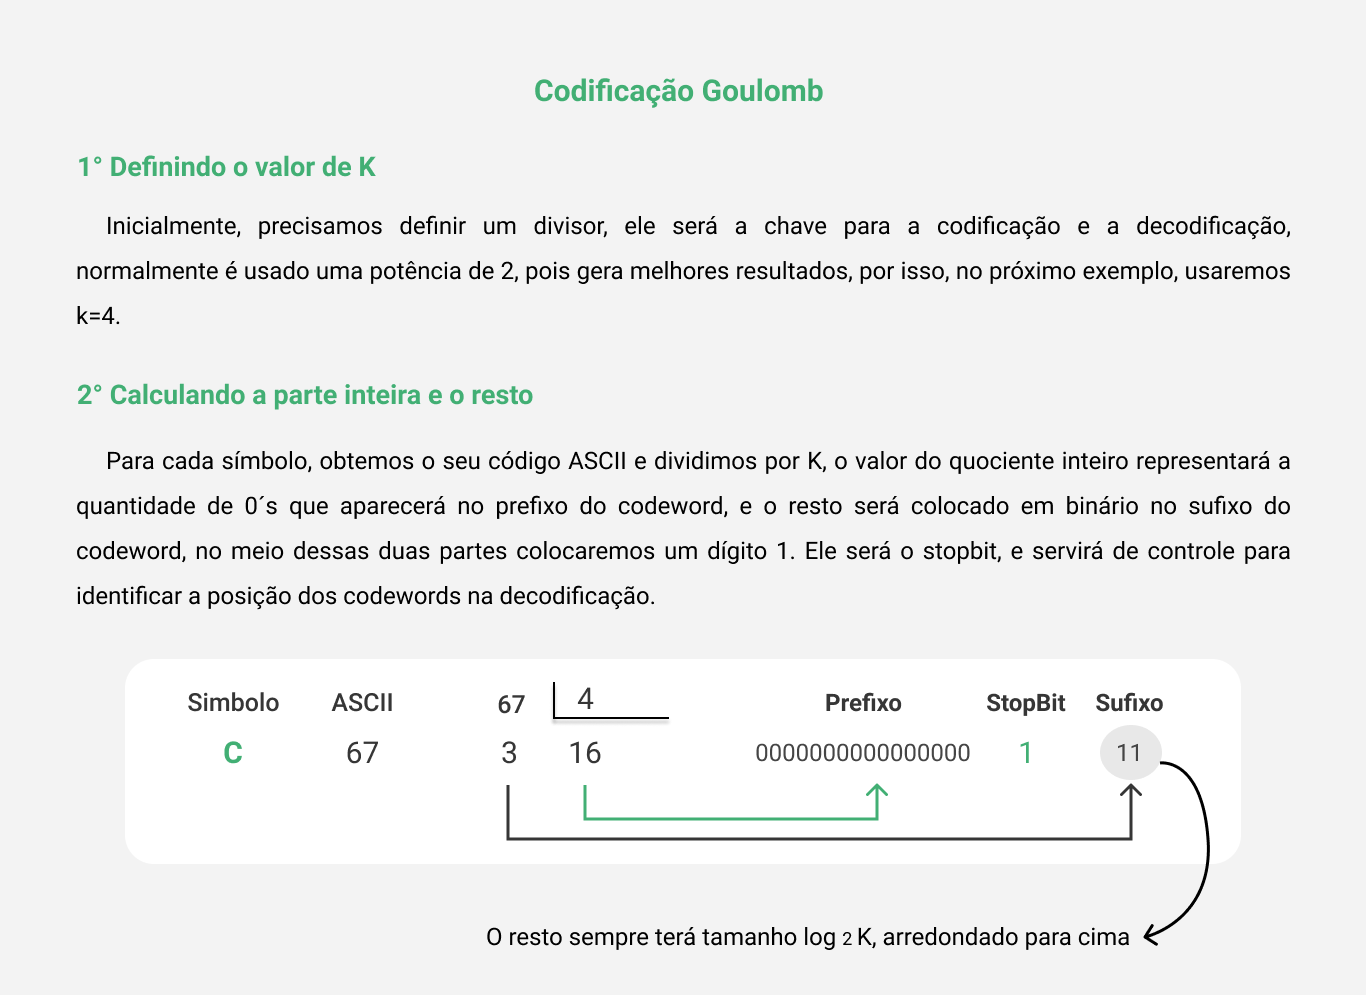 Codificação Goulomb
1° Definindo o valor de K
Inicialmente, precisamos definir um divisor, ele será a chave para a codificação e a decodificação,
normalmente é usado uma potência de 2, pois gera melhores resultados, por isso, no próximo exemplo, usaremos
k=4.
2° Calculando a parte inteira e o resto
Para cada símbolo, obtemos o seu código ASCII e dividimos por K, o valor do quociente inteiro representará a
quantidade de 0´s que aparecerá no prefixo do codeword, e o resto será colocado em binário no sufixo do
codeword, no meio dessas duas partes colocaremos um dígito 1. Ele será o stopbit, e servirá de controle para
identificar a posição dos codewords na decodificação.
Simbolo ASCII 67 4 Prefixo StopBit Sufixo
C 67 3 16 0000000000000000 1 11
O resto sempre terá tamanho log 2 K, arredondado para cima